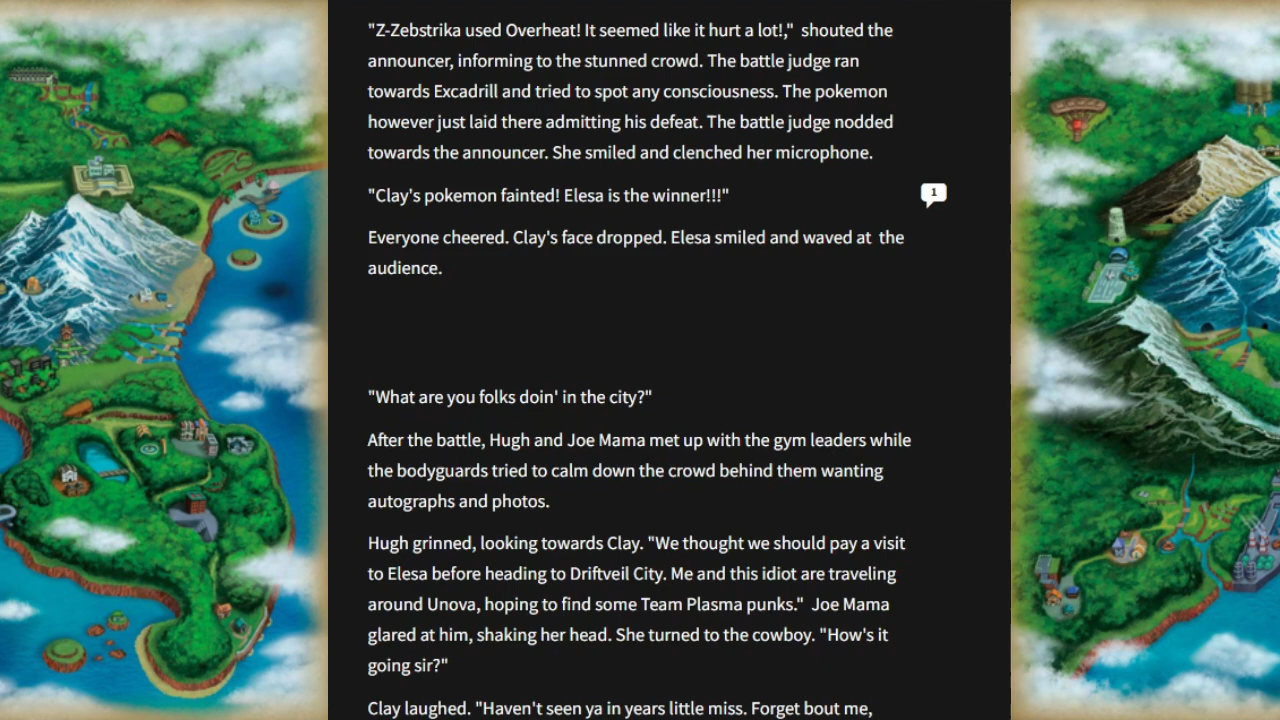 "Z-Zebstrika used Overheat! It seemed like it hurt a lot!,"  shouted the
announcer, informing to the stunned crowd. The battle judge ran
towards Excadrill and tried to spot any consciousness. The pokemon
however just laid there admitting his defeat. The battle judge nodded
towards the announcer. She smiled and clenched her microphone.
"Clay's pokemon fainted! Elesa is the winner!!!"
1
Everyone cheered. Clay's face dropped. Elesa smiled and waved at  the
audience.
"What are you folks doin' in the city?"
After the battle, Hugh and Joe Mama met up with the gym leaders while
the bodyguards tried to calm down the crowd behind them wanting
autographs and photos.
Hugh grinned, looking towards Clay. "We thought we should pay a visit
to Elesa before heading to Driftveil City. Me and this idiot are traveling
around Unova, hoping to find some Team Plasma punks."  Joe Mama
glared at him, shaking her head. She turned to the cowboy. "How's it
going sir?"
Clay laughed. "Haven't seen ya in years little miss. Forget bout me,